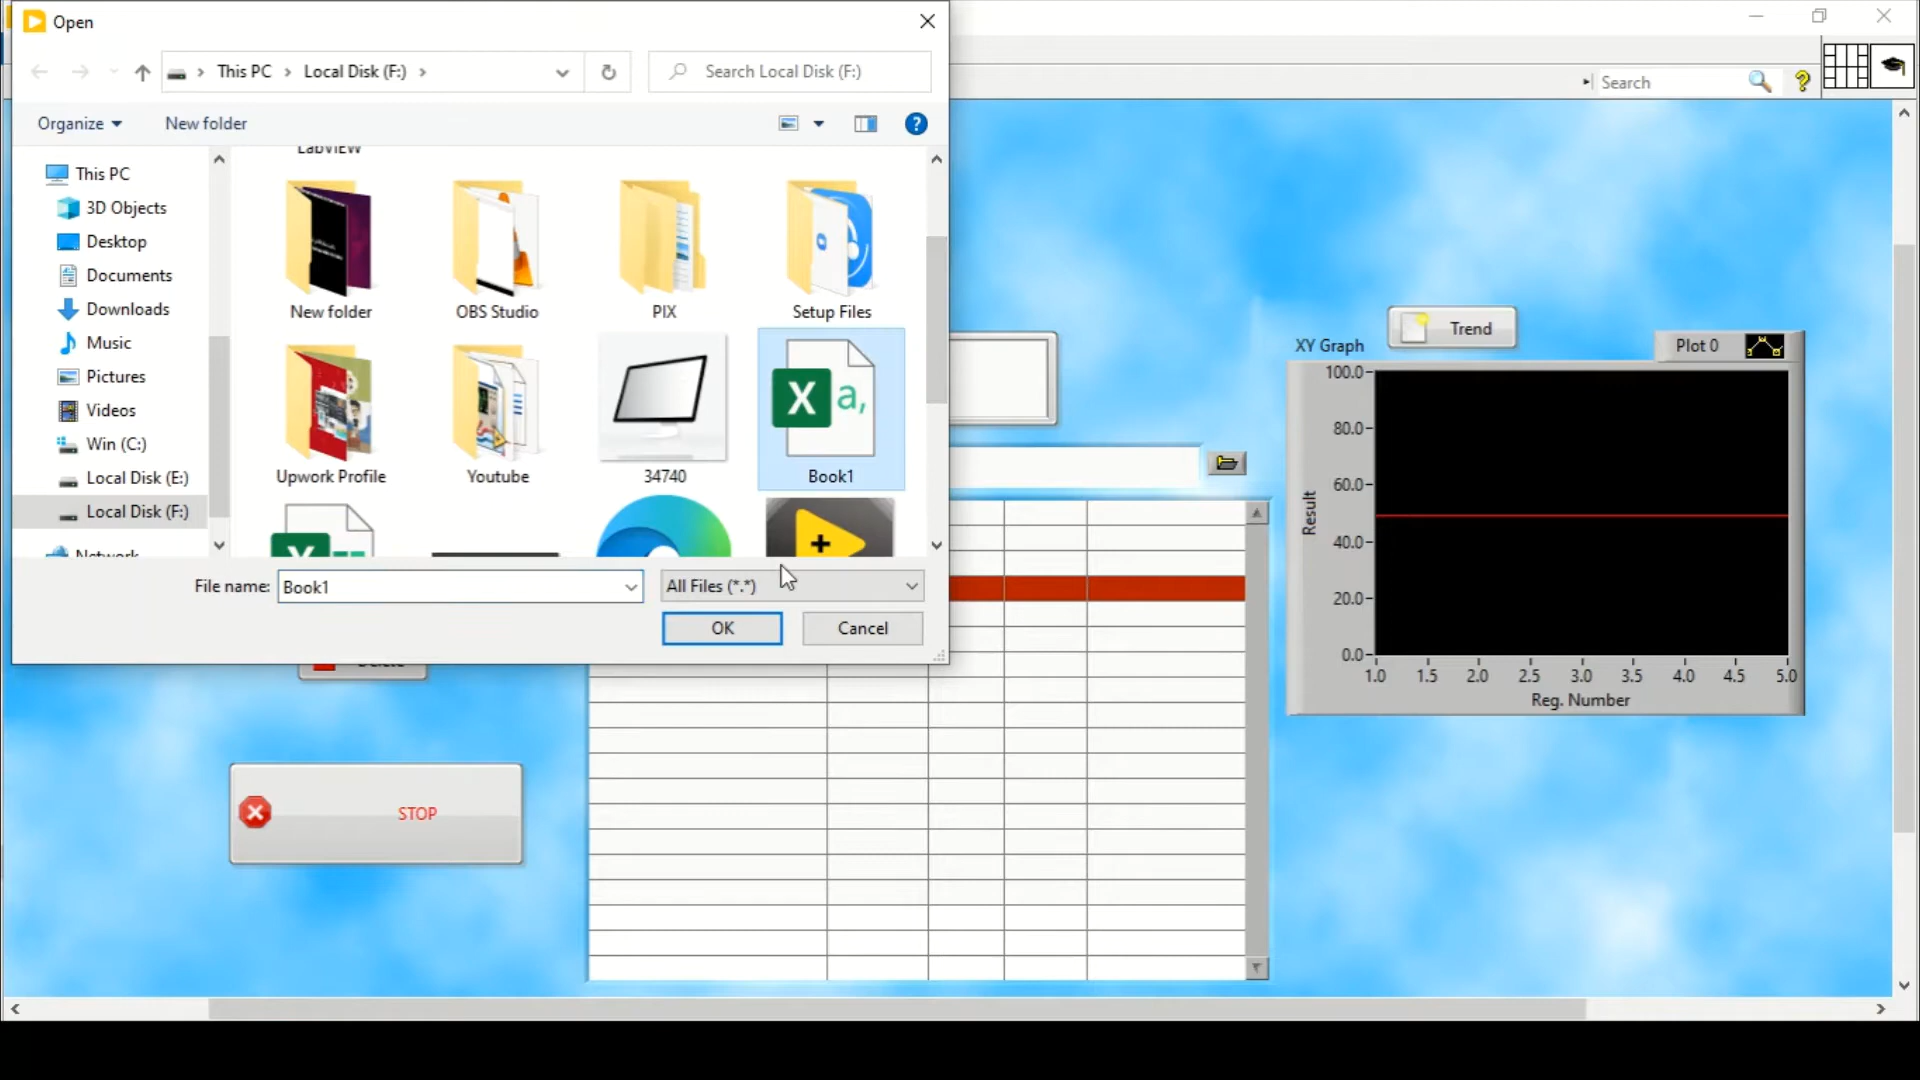 Open
This PC
Local Disk (F:)
Search Local Disk (F:)
Organize
New folder
Search
LabVIEW
This PC
3D Objects
Desktop
Documents
Downloads
Music
Pictures
Videos
Win (C:)
Local Disk (E:)
Local Disk (F:)
Network
New folder
OBS Studio
PIX
Setup Files
Upwork Profile
Youtube
34740
X a,
Book1
File name: Book1
All Files (*.*)
OK
Cancel
Delete
STOP
Trend
XY Graph
Plot 0
100.0
80.0
60.0
40.0
20.0
0.0
Result
1.0 1.5 2.0 2.5 3.0 3.5 4.0 4.5 5.0
Reg. Number